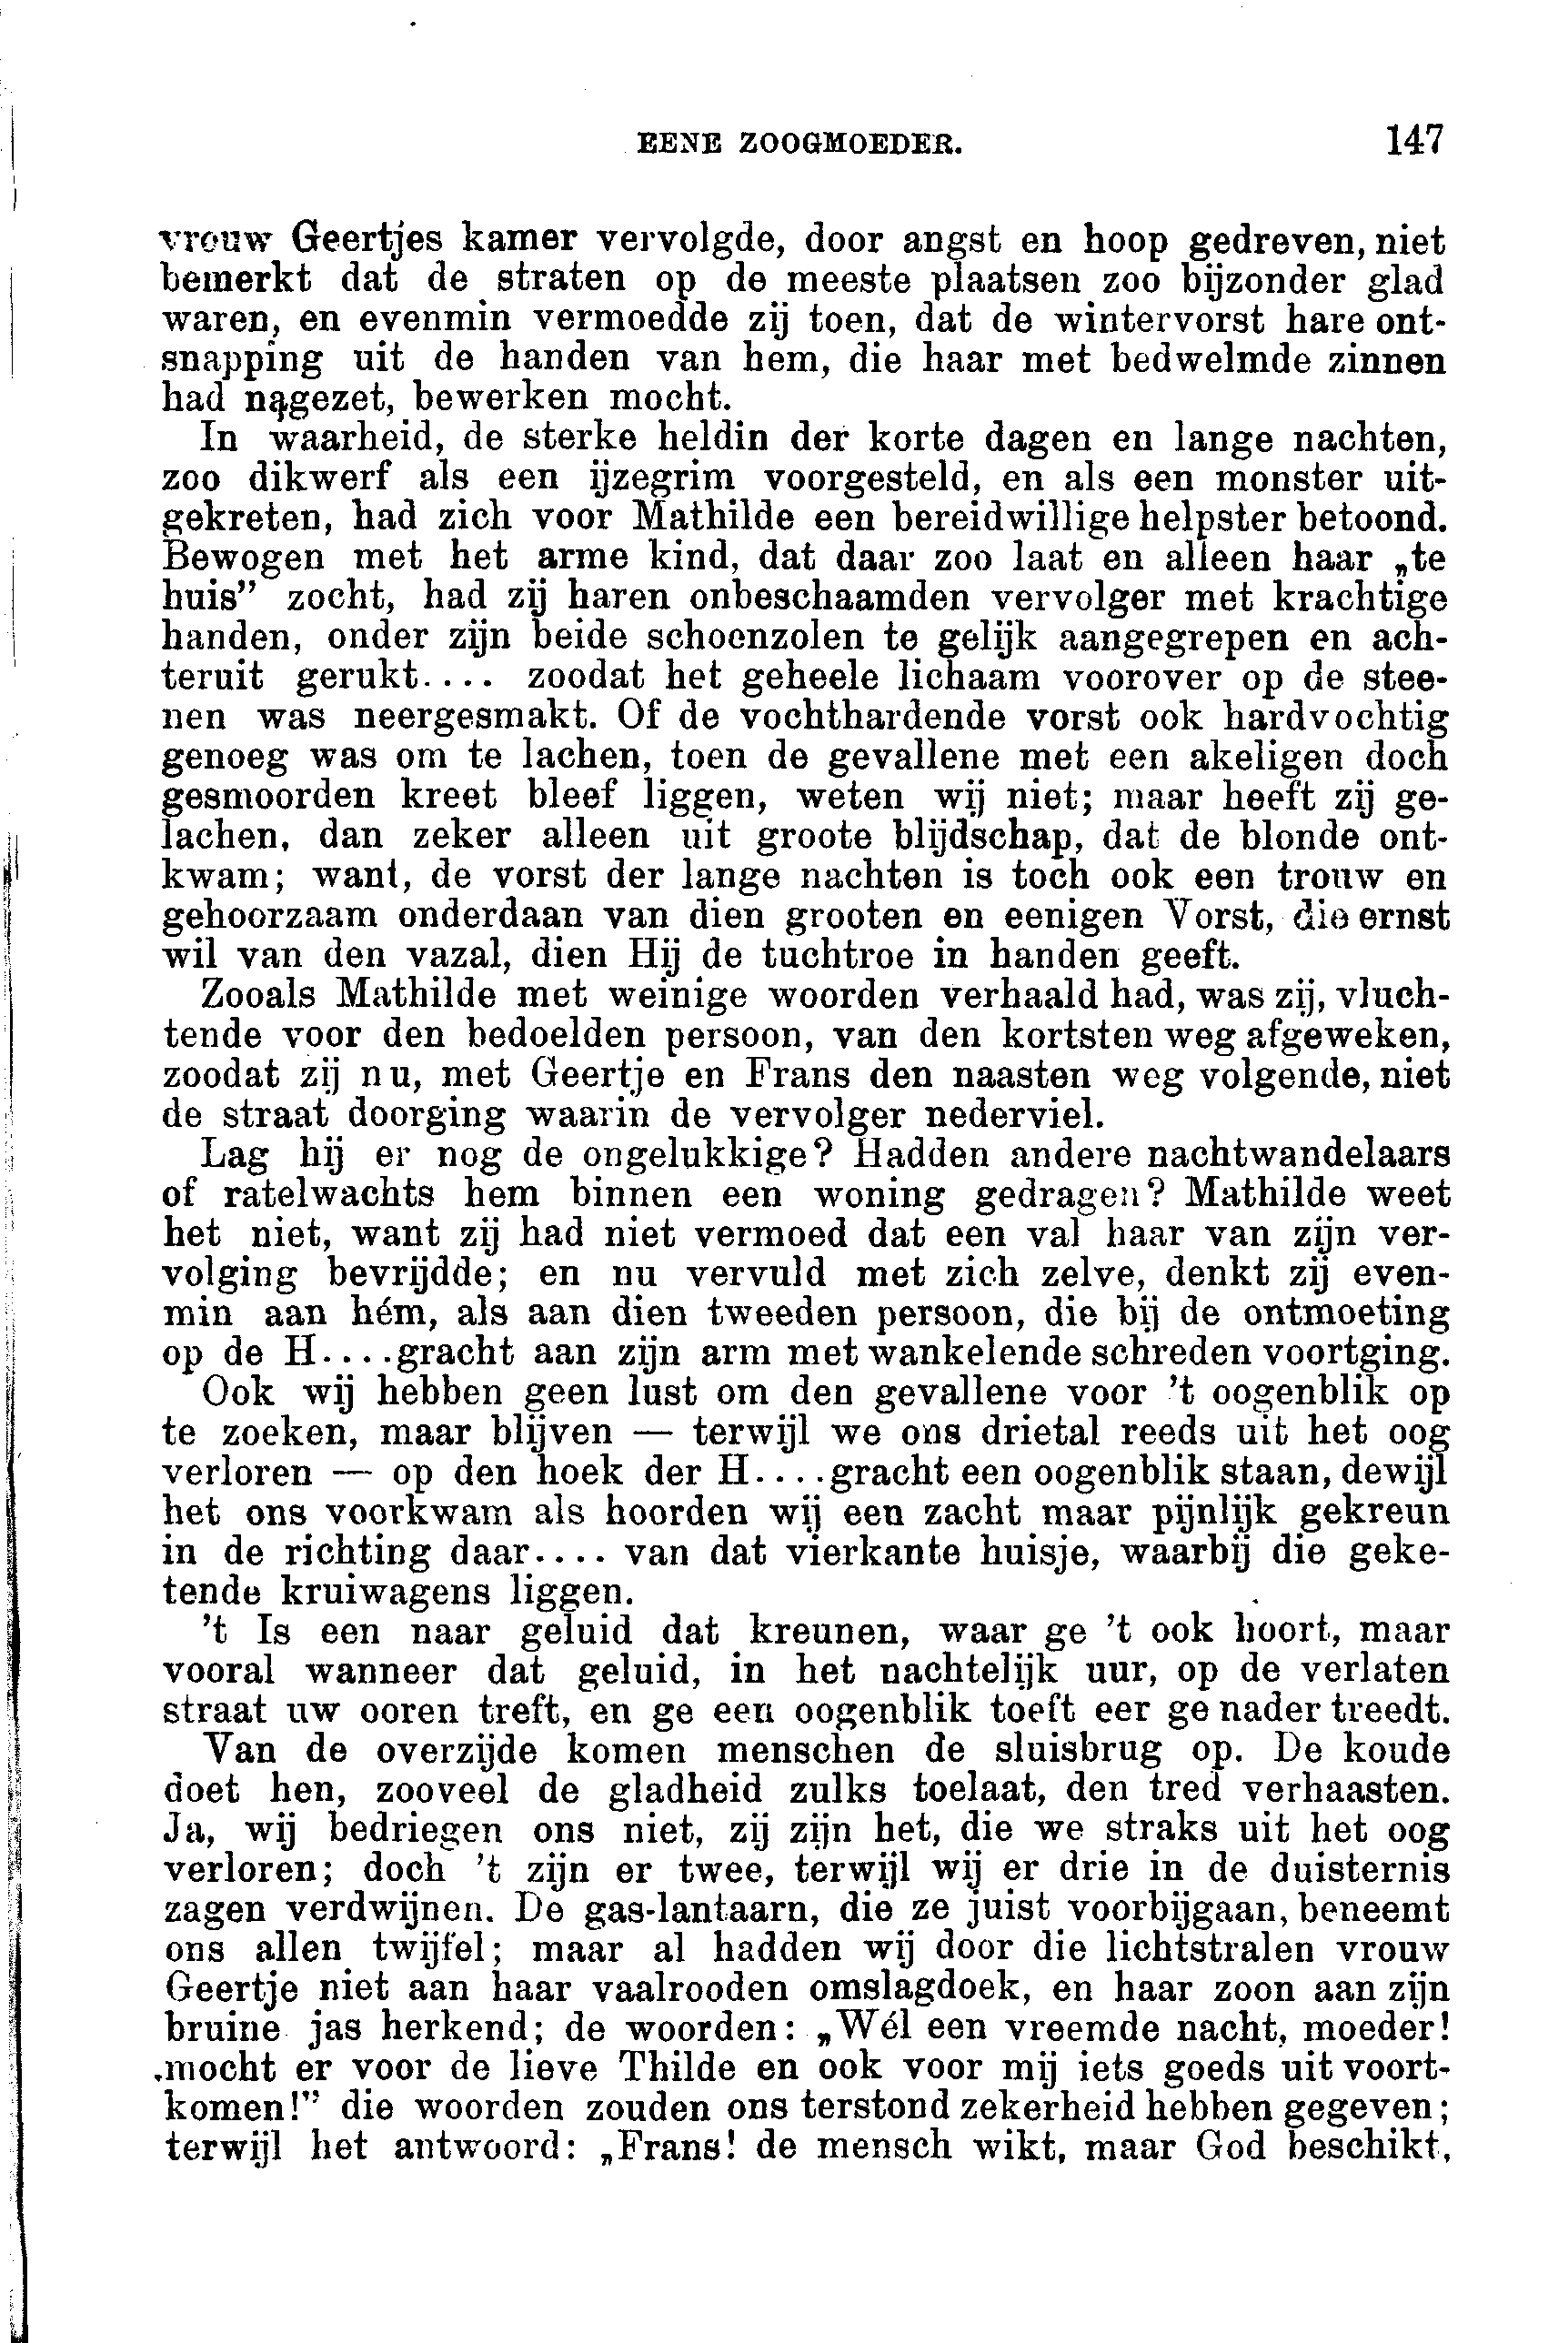 EENE ZOOGMOEDER. 147
vrouw Geertjes kamer vervolgde, door angst en hoop gedreven, niet
bemerkt dat de straten op de meeste plaatsen zoo bijzonder glad
waren, en evenmin vermoedde zij toen, dat de wintervorst hare ont-
snapping uit de handen van hem, die haar met bedwelmde zinnen
had nagezet, bewerken mocht.
In waarheid, de sterke heldin der korte dagen en lange nachten,
zoo dikwerf als een ijzegrim voorgesteld, en als een monster uit-
gekreten, had zich voor Mathilde een bereidwillige helpster betoond.
Bewogen met het arme kind, dat daar zoo laat en alleen haar „te
huis” zocht, had zij haren onbeschaamden vervolger met krachtige
handen, onder zijn beide schoenzolen te gelijk aangegrepen en ach-
teruit gerukt.... zoodat het geheele lichaam voorover op de stee-
nen was neergesmakt. Of de vochthardende vorst ook hardvochtig
genoeg was om te lachen, toen de gevallene met een akeligen doch
gesmoorden kreet bleef liggen, weten wij niet; maar heeft zij ge-
lachen, dan zeker alleen uit groote blijdschap, dat de blonde ont-
kwam; want, de vorst der lange nachten is toch ook een trouw en
gehoorzaam onderdaan van dien grooten en eenigen Vorst, die ernst
wil van den vazal, dien Hij de tuchtroe in handen geeft.
Zooals Mathilde met weinige woorden verhaald had, was zij, vluch-
tende voor den bedoelden persoon, van den kortsten weg afgeweken,
zoodat zij nu, met Geertje en Frans den naasten weg volgende, niet
de straat doorging waarin de vervolger nederviel.
Lag hij er nog de ongelukkige? Hadden andere nachtwandelaars
of ratelwachts hem binnen een woning gedragen? Mathilde weet
het niet, want zij had niet vermoed dat een val haar van zijn ver-
volging bevrijdde; en nu vervuld met zich zelve, denkt zij even-
min aan hém, als aan dien tweeden persoon, die bij de ontmoeting
op de H....gracht aan zijn arm met wankelende schreden voortging.
Ook wij hebben geen lust om den gevallene voor 't oogenblik op
te zoeken, maar blijven — terwijl we ons drietal reeds uit het oog
verloren — op den hoek der H....gracht een oogenblik staan, dewijl
het ons voorkwam als hoorden wij een zacht maar pijnlijk gekreun
in de richting daar.... van dat vierkante huisje, waarbij die geke-
tende kruiwagens liggen.
't Is een naar geluid dat kreunen, waar ge 't ook hoort, maar
vooral wanneer dat geluid, in het nachtelijk uur, op de verlaten
straat uw ooren treft, en ge een oogenblik toeft eer ge nader treedt.
Van de overzijde komen menschen de sluisbrug op. De koude
doet hen, zooveel de gladheid zulks toelaat, den tred verhaasten.
Ja, wij bedriegen ons niet, zij zijn het, die we straks uit het oog
verloren; doch 't zijn er twee, terwijl wij er drie in de duisternis
zagen verdwijnen. De gas-lantaarn, die ze juist voorbijgaan, beneemt
ons allen twijfel; maar al hadden wij door die lichtstralen vrouw
Geertje niet aan haar vaalrooden omslagdoek, en haar zoon aan zijn
bruine jas herkend; de woorden: „Wél een vreemde nacht, moeder!
mocht er voor de lieve Thilde en ook voor mij iets goeds uit voort-
komen!” die woorden zouden ons terstond zekerheid hebben gegeven;
terwijl het antwoord: „Frans! de mensch wikt, maar God beschikt,